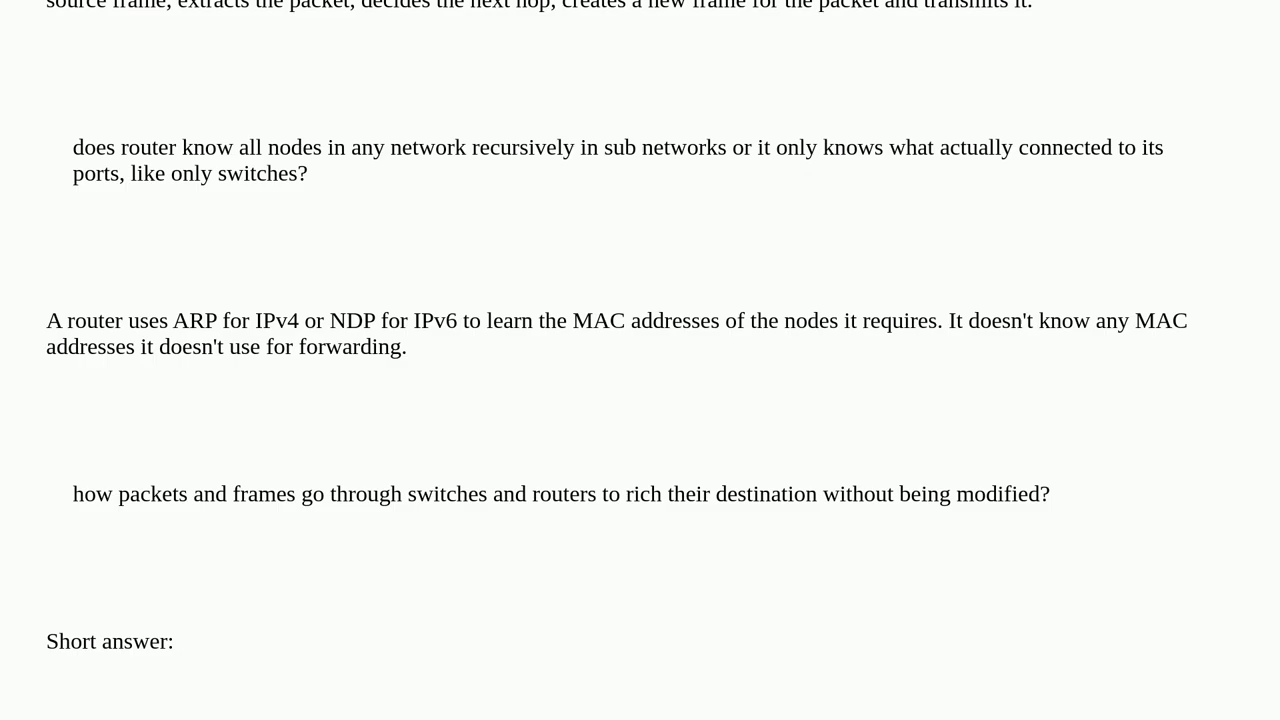 source frame, extracts the packet, decides the next hop, creates a new frame for the packet and transmits it.
does router know all nodes in any network recursively in sub networks or it only knows what actually connected to its
ports, like only switches?
A router uses ARP for IPv4 or NDP for IPv6 to learn the MAC addresses of the nodes it requires. It doesn't know any MAC
addresses it doesn't use for forwarding.
how packets and frames go through switches and routers to rich their destination without being modified?
Short answer: